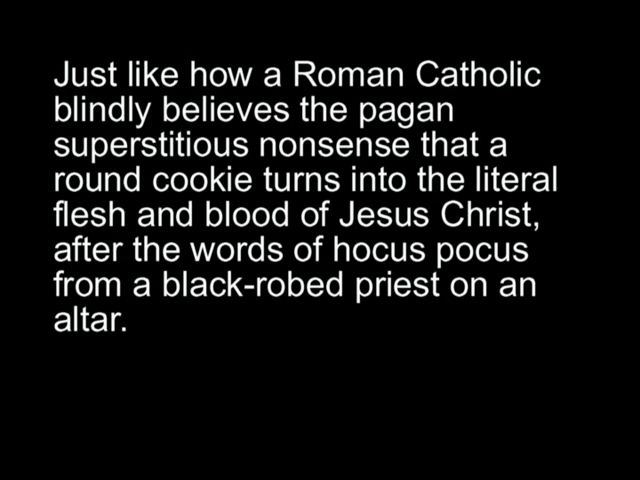 Just like how a Roman Catholic
blindly believes the pagan
superstitious nonsense that a
round cookie turns into the literal
flesh and blood of Jesus Christ,
after the words of hocus pocus
from a black-robed priest on an
altar.